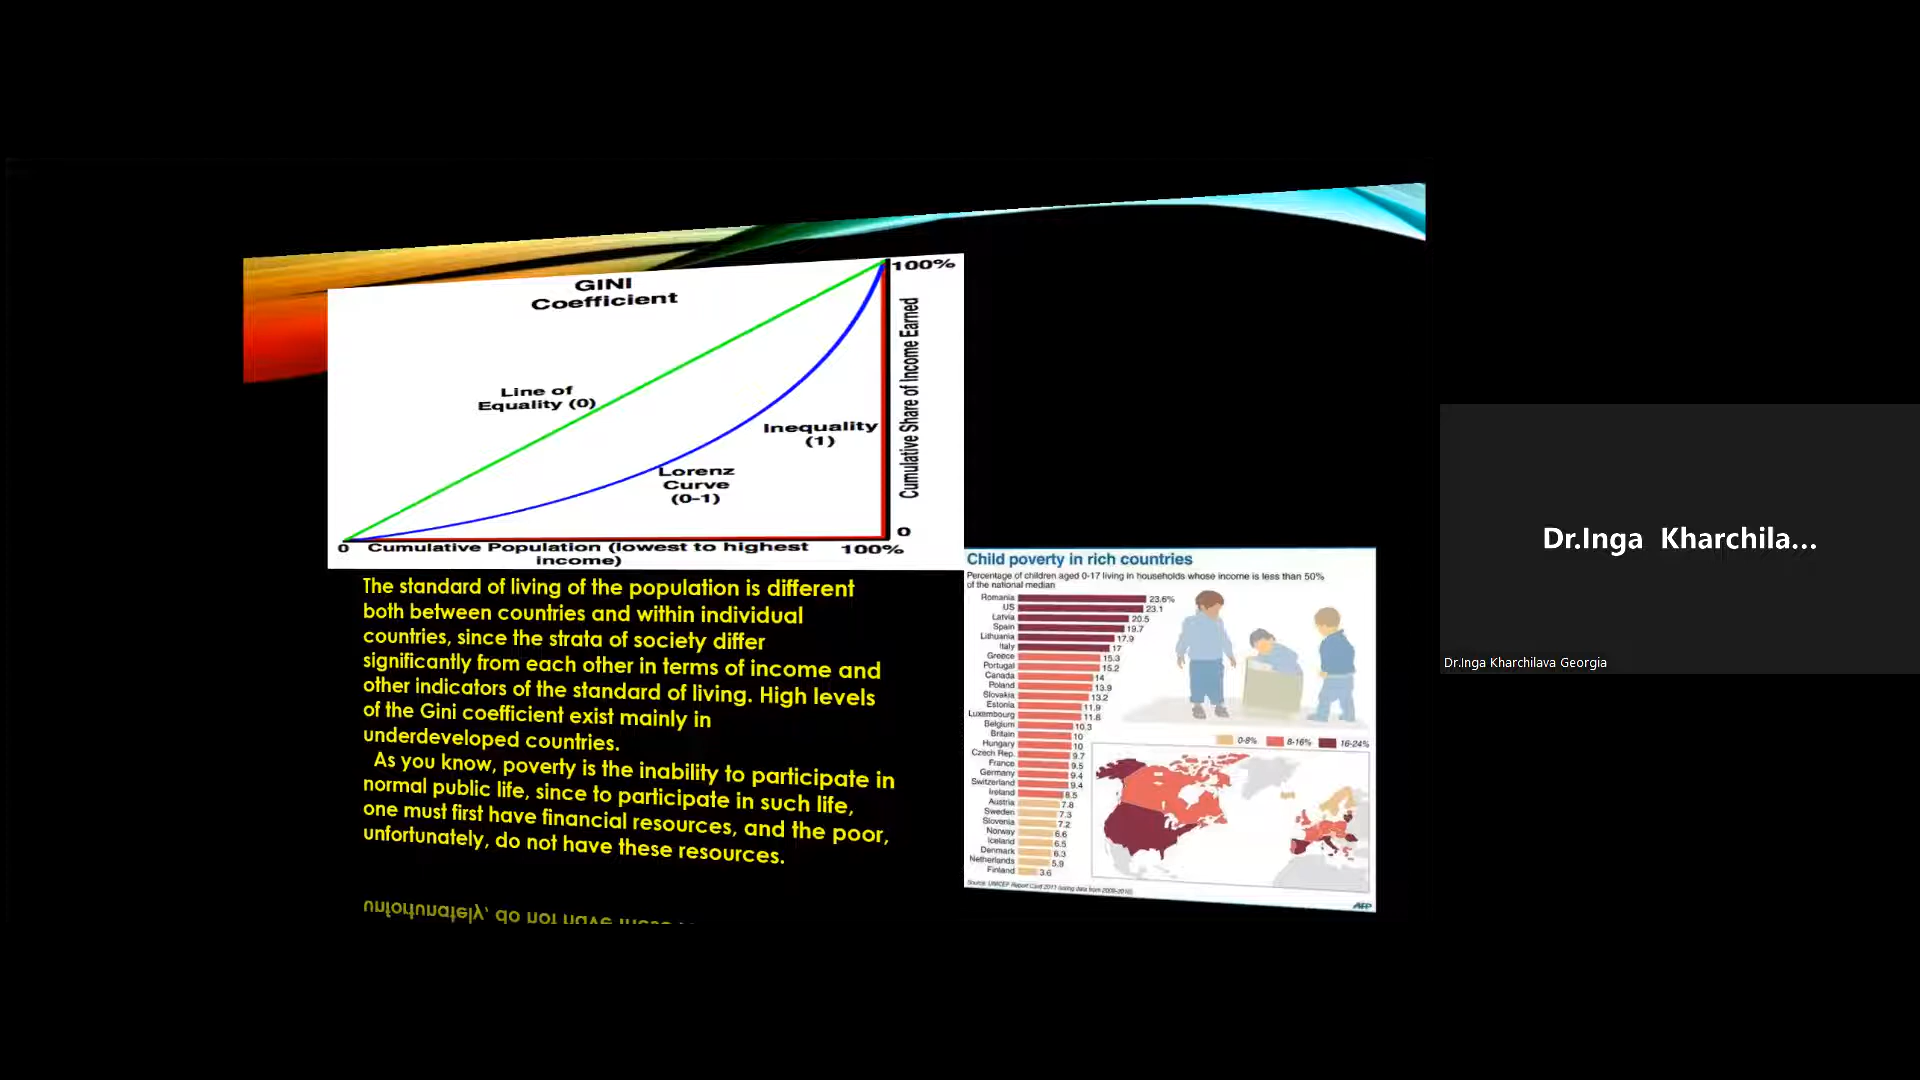 GINI
Coefficient
100%
Line of
Equality (0)
Inequality
(1)
Lorenz
Curve
(0-1)
Cumulative Share of Income Earned
0
0
Cumulative Population (lowest to highest
income)
100%
The standard of living of the population is different
both between countries and within individual
countries, since the strata of society differ
significantly from each other in terms of income and
other indicators of the standard of living. High levels
of the Gini coefficient exist mainly in
underdeveloped countries.
As you know, poverty is the inability to participate in
normal public life, since to participate in such life,
one must first have financial resources, and the poor,
unfortunately, do not have these resources.
Child poverty in rich countries
Percentage of children aged 0-17 living in households whose income is less than 50%
of the national median
Romania 23.6%
US 23.1
Latvia 20.5
Spain 19.7
Lithuania 17.9
Italy 17
Greece 15.3
Portugal 15.2
Canada 14
Poland 13.9
Slovakia 13.2
Estonia 11.9
Luxembourg 11.8
Belgium 10.3
Britain 10
Hungary 10
Czech Rep. 9.7
France 9.5
Germany 9.4
Switzerland 9.4
Ireland 8.5
Austria 7.8
Sweden 7.3
Slovenia 7.2
Norway 6.6
Iceland 6.5
Denmark 6.3
Netherlands 5.9
Finland 3.6
0-8%
8-16%
16-24%
Source: UNICEF Report Card
AFP
Dr.Inga Kharchila...
Dr.Inga Kharchilava Georgia